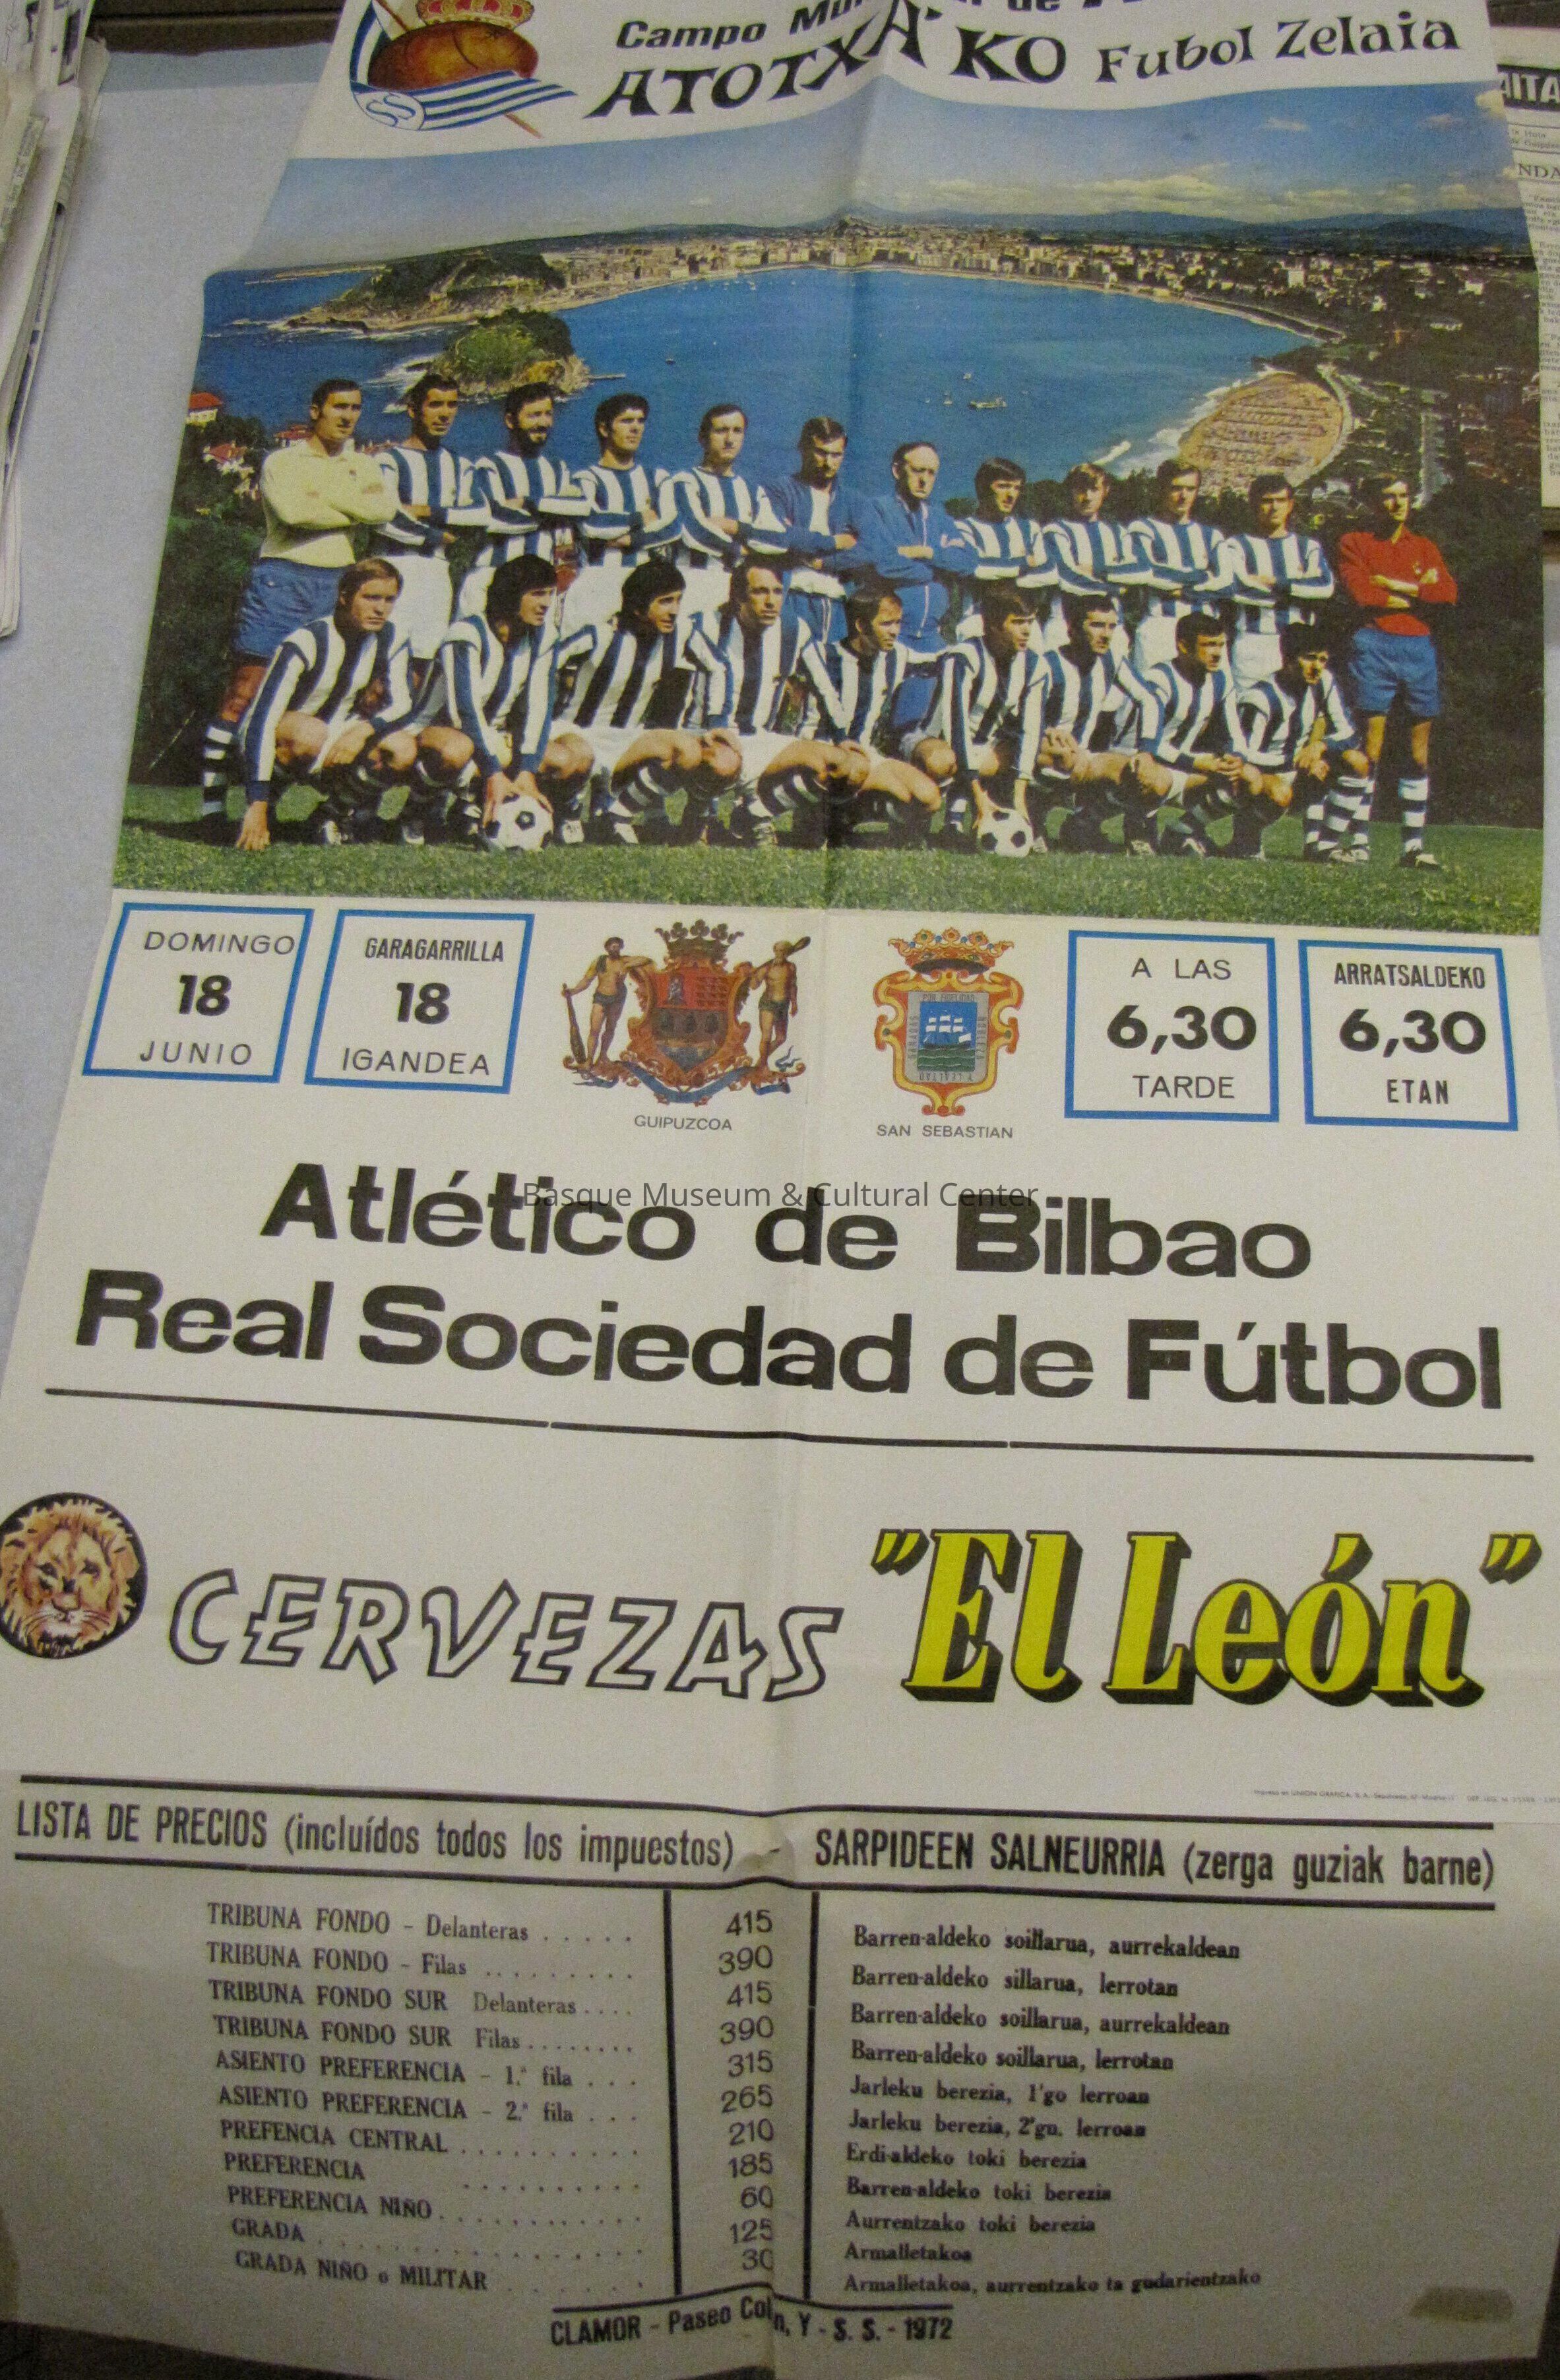 Campo Mu
de
ATOTXA'KO Fubol Zelaia
SS
AITA
DOMINGO
18
JUNIO
GARAGARRILLA
18
IGANDEA
GUIPUZCOA
SAN SEBASTIAN
A LAS
6,30
TARDE
ARRATSALDEKO
6,30
ETAN
Basque Museum & Cultural Center
Atlético de Bilbao
Real Sociedad de Fútbol
CERVEZAS "El León"
LISTA DE PRECIOS (incluídos todos los impuestos) - SARPIDEEN SALNEURRIA (zerga guziak barne)
TRIBUNA FONDO - Delanteras . . . . . 415 Barren-aldeko soillarua, aurrekaldean
TRIBUNA FONDO - Filas . . . . . . . . . 390 Barren-aldeko sillarua, lerrotan
TRIBUNA FONDO SUR Delanteras . . . . 415 Barren-aldeko soillarua, aurrekaldean
TRIBUNA FONDO SUR Filas . . . . . . . . 390 Barren-aldeko soillarua, lerrotan
ASIENTO PREFERENCIA - 1.ª fila . . . 315 Jarleku berezia, 1'go lerroan
ASIENTO PREFERENCIA - 2.ª fila . . . 265 Jarleku berezia, 2'gn. lerroan
PREFENCIA CENTRAL . . . . . . . . . . 210 Erdi-aldeko toki berezia
PREFERENCIA . . . . . . . . . . 185 Barren-aldeko toki berezia
PREFERENCIA NIÑO . . . . . . . . . . . 60 Aurrentzako toki berezia
GRADA . . . . . . . . . . . . . . . 125 Armalletakoa
GRADA NIÑO o MILITAR . . . . . . 30 Armalletakoa, aurrentzako ta gudarientzako
CLAMOR - Paseo Colón, Y - S. S. - 1972